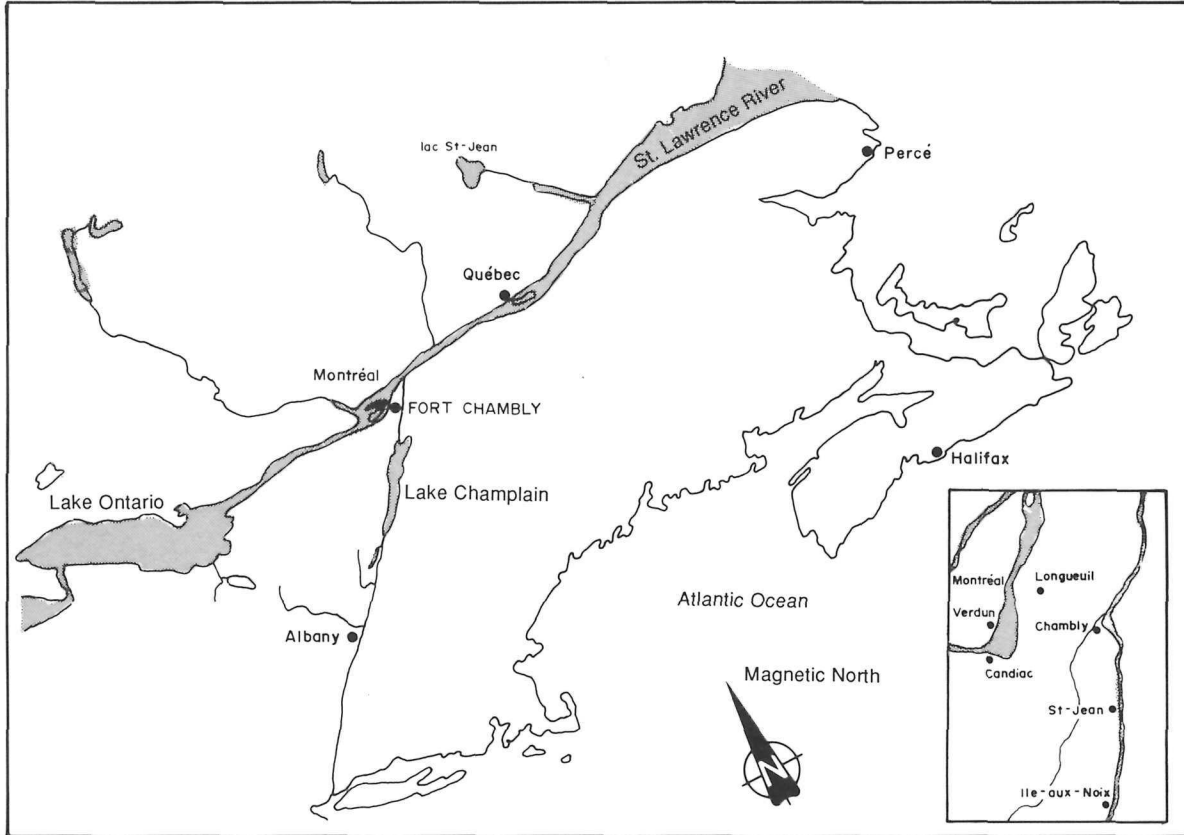 St. Lawrence River
lac St-Jean
Percé
Québec
Montréal
FORT CHAMBLY
Halifax
Lake Ontario
Lake Champlain
Atlantic Ocean
Albany
Magnetic North
N
Montréal
Longueuil
Verdun
Chambly
Candiac
St-Jean
Ile-aux-Noix